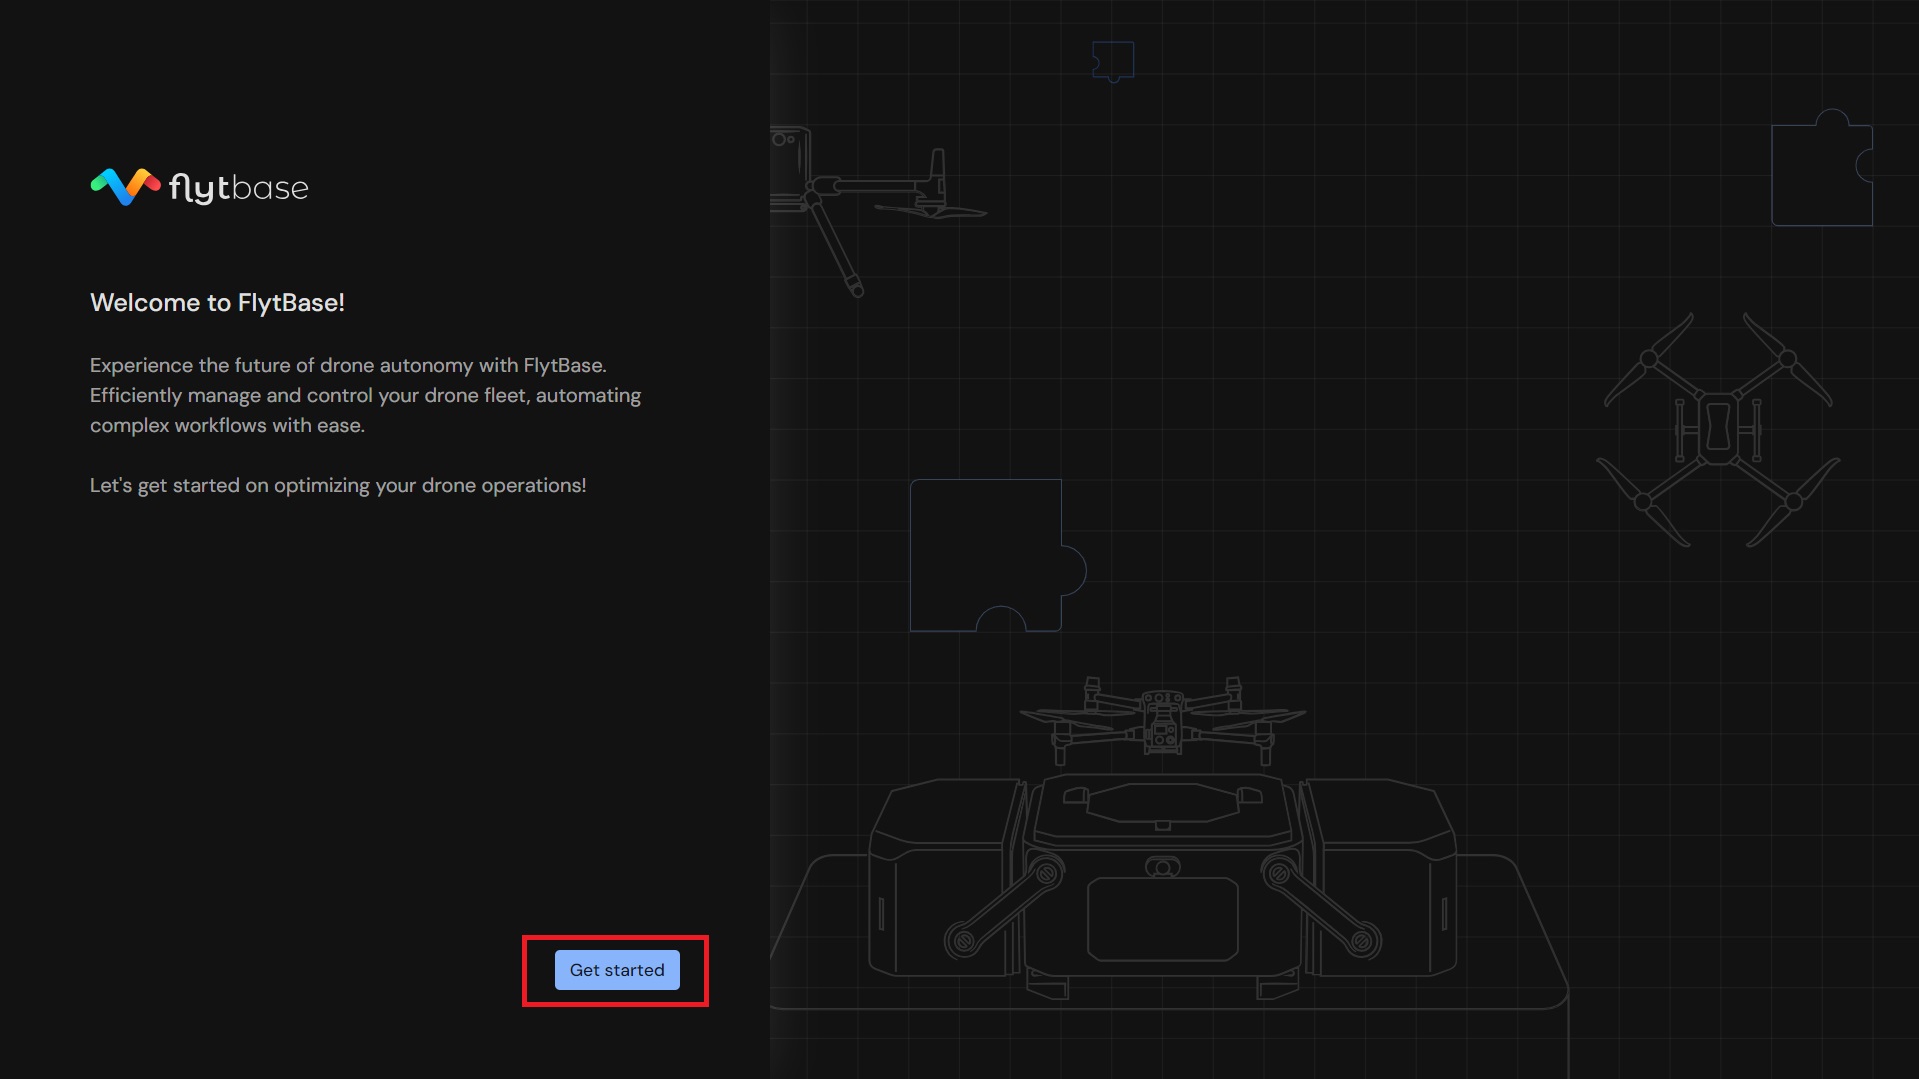 flytbase
Welcome to FlytBase!
Experience the future of drone autonomy with FlytBase.
Efficiently manage and control your drone fleet, automating
complex workflows with ease.
Let's get started on optimizing your drone operations!
Get started